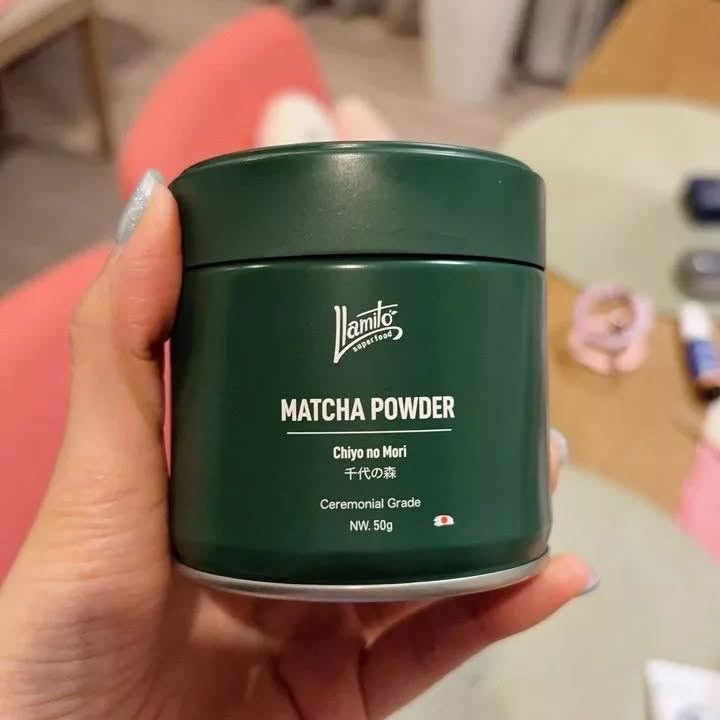 Llamito
superfood
MATCHA POWDER
Chiyo no Mori
千代の森
Ceremonial Grade
NW. 50g